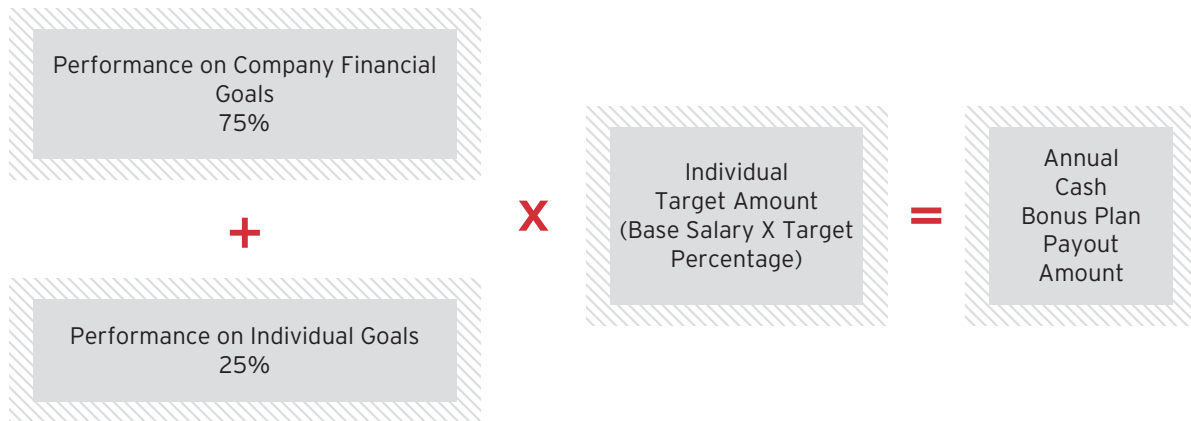 Performance on Company Financial
Goals
75%
+
Performance on Individual Goals
25%
X
Individual
Target Amount
(Base Salary X Target
Percentage)
=
Annual
Cash
Bonus Plan
Payout
Amount